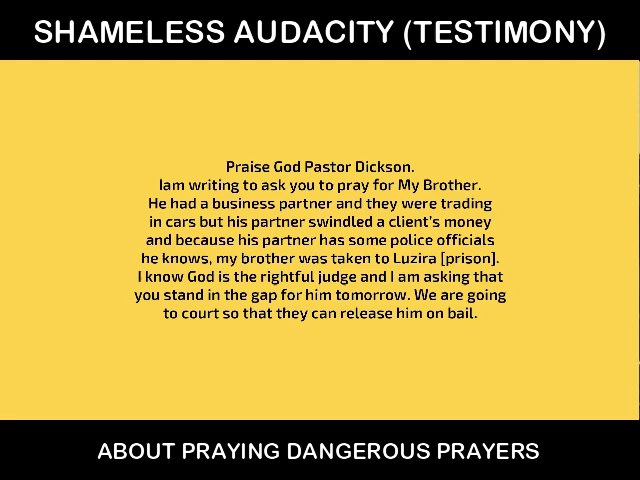 SHAMELESS AUDACITY (TESTIMONY)
Praise God Pastor Dickson.
Iam writing to ask you to pray for My Brother.
He had a business partner and they were trading
in cars but his partner swindled a client's money
and because his partner has some police officials
he knows, my brother was taken to Luzira [prison].
I know God is the rightful judge and I am asking that
you stand in the gap for him tomorrow. We are going
to court so that they can release him on bail.
ABOUT PRAYING DANGEROUS PRAYERS